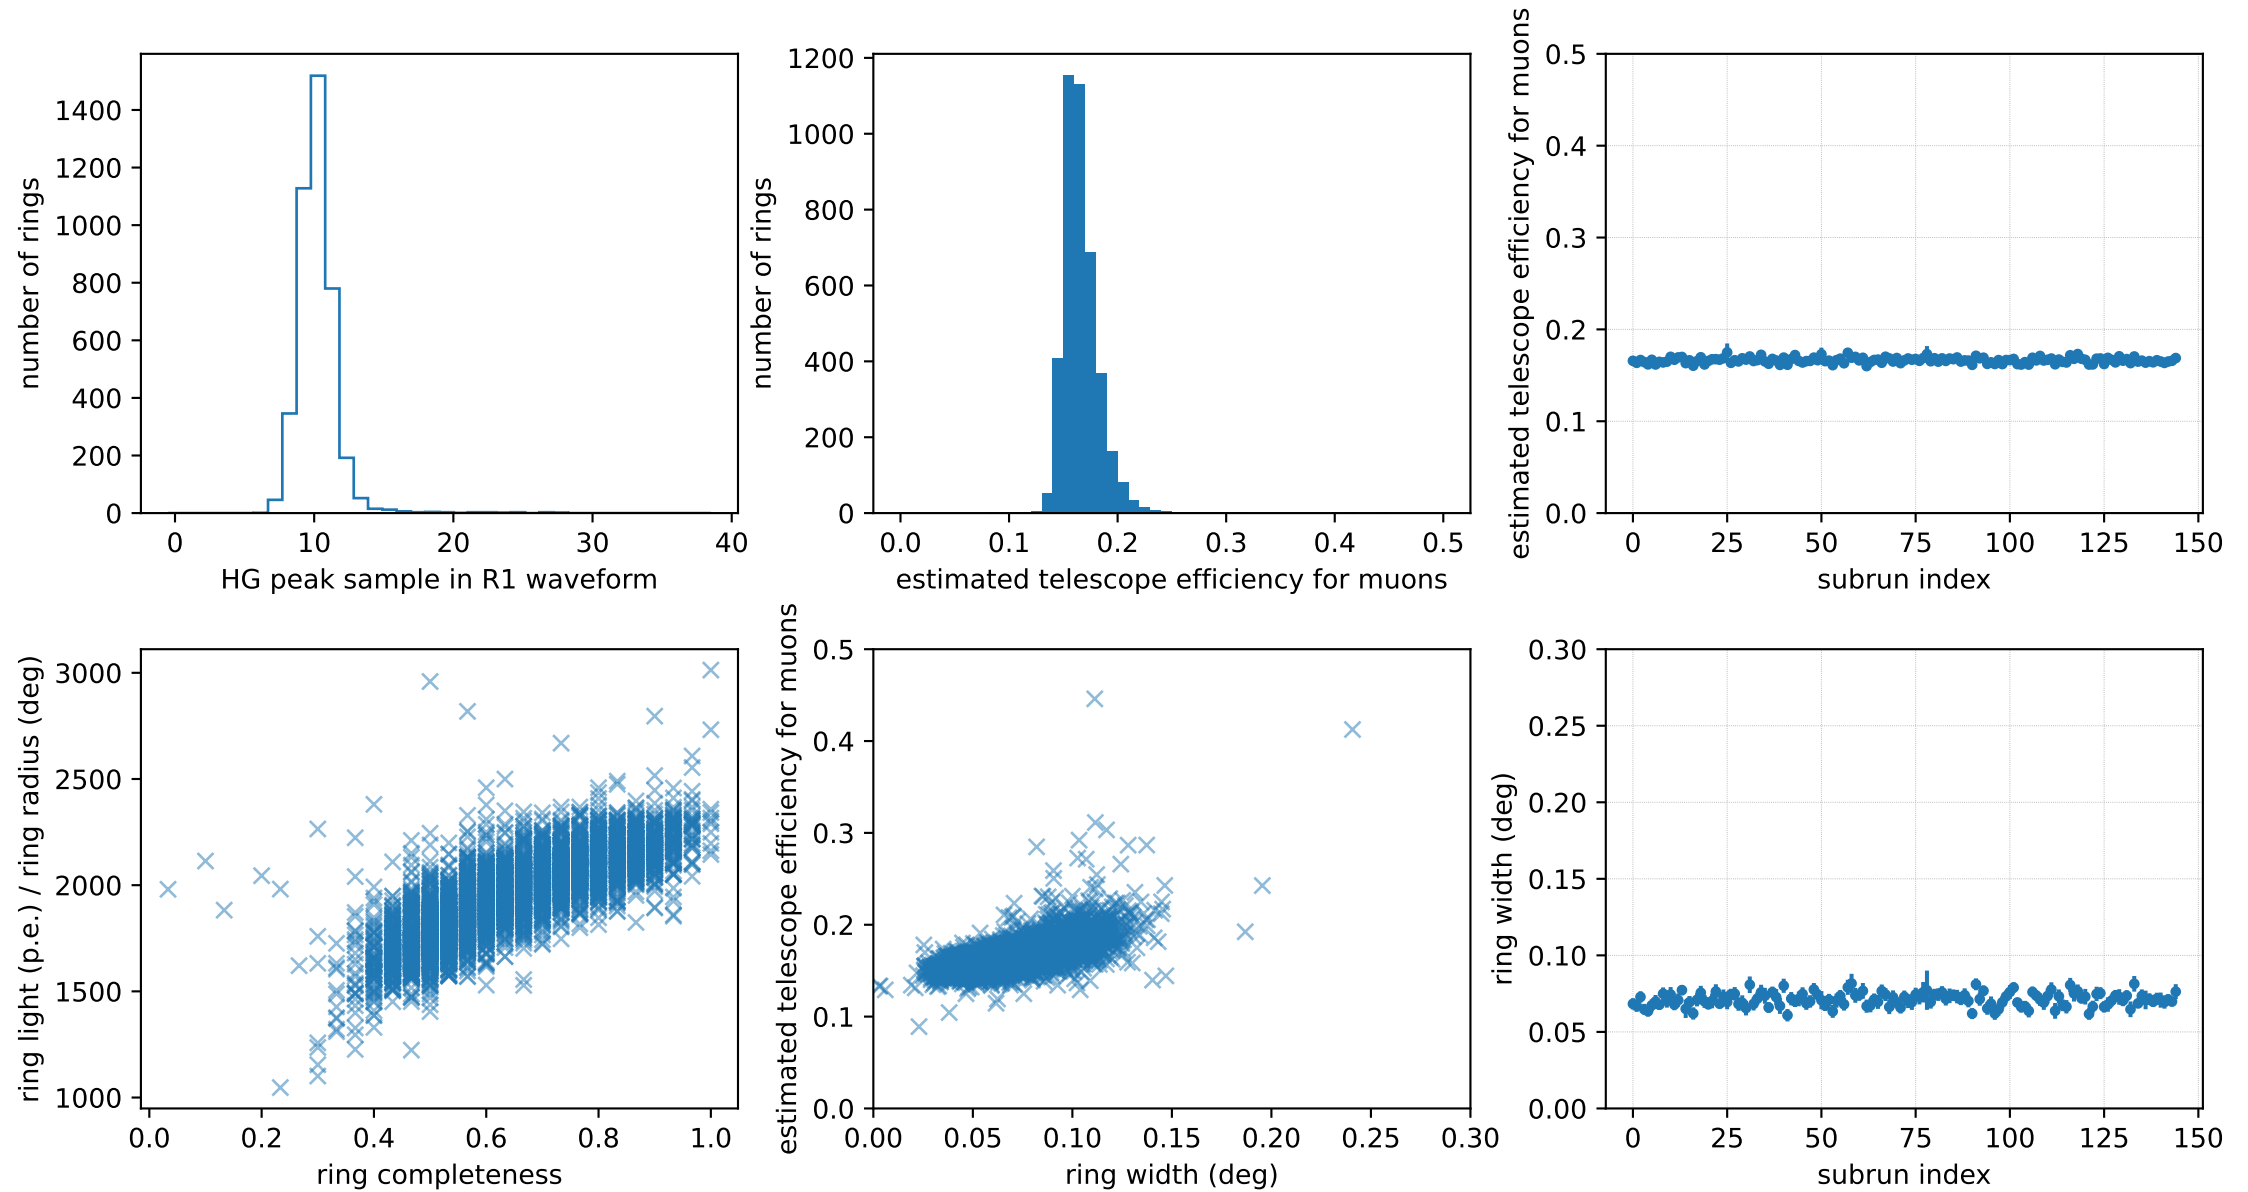 number of rings
1400
1200
1000
800
600
400
200
0
0 10 20 30 40
HG peak sample in R1 waveform
number of rings
1200
1000
800
600
400
200
0
0.0 0.1 0.2 0.3 0.4 0.5
estimated telescope efficiency for muons
estimated telescope efficiency for muons
0.5
0.4
0.3
0.2
0.1
0.0
0 25 50 75 100 125 150
subrun index
ring light (p.e.) / ring radius (deg)
3000
2500
2000
1500
1000
0.0 0.2 0.4 0.6 0.8 1.0
ring completeness
estimated telescope efficiency for muons
0.5
0.4
0.3
0.2
0.1
0.0
0.00 0.05 0.10 0.15 0.20 0.25 0.30
ring width (deg)
ring width (deg)
0.30
0.25
0.20
0.15
0.10
0.05
0.00
0 25 50 75 100 125 150
subrun index